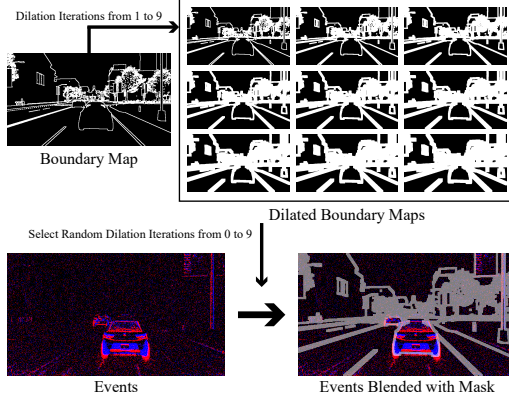 Dilation Iterations from 1 to 9
Boundary Map
Dilated Boundary Maps
Select Random Dilation Iterations from 0 to 9
Events
Events Blended with Mask